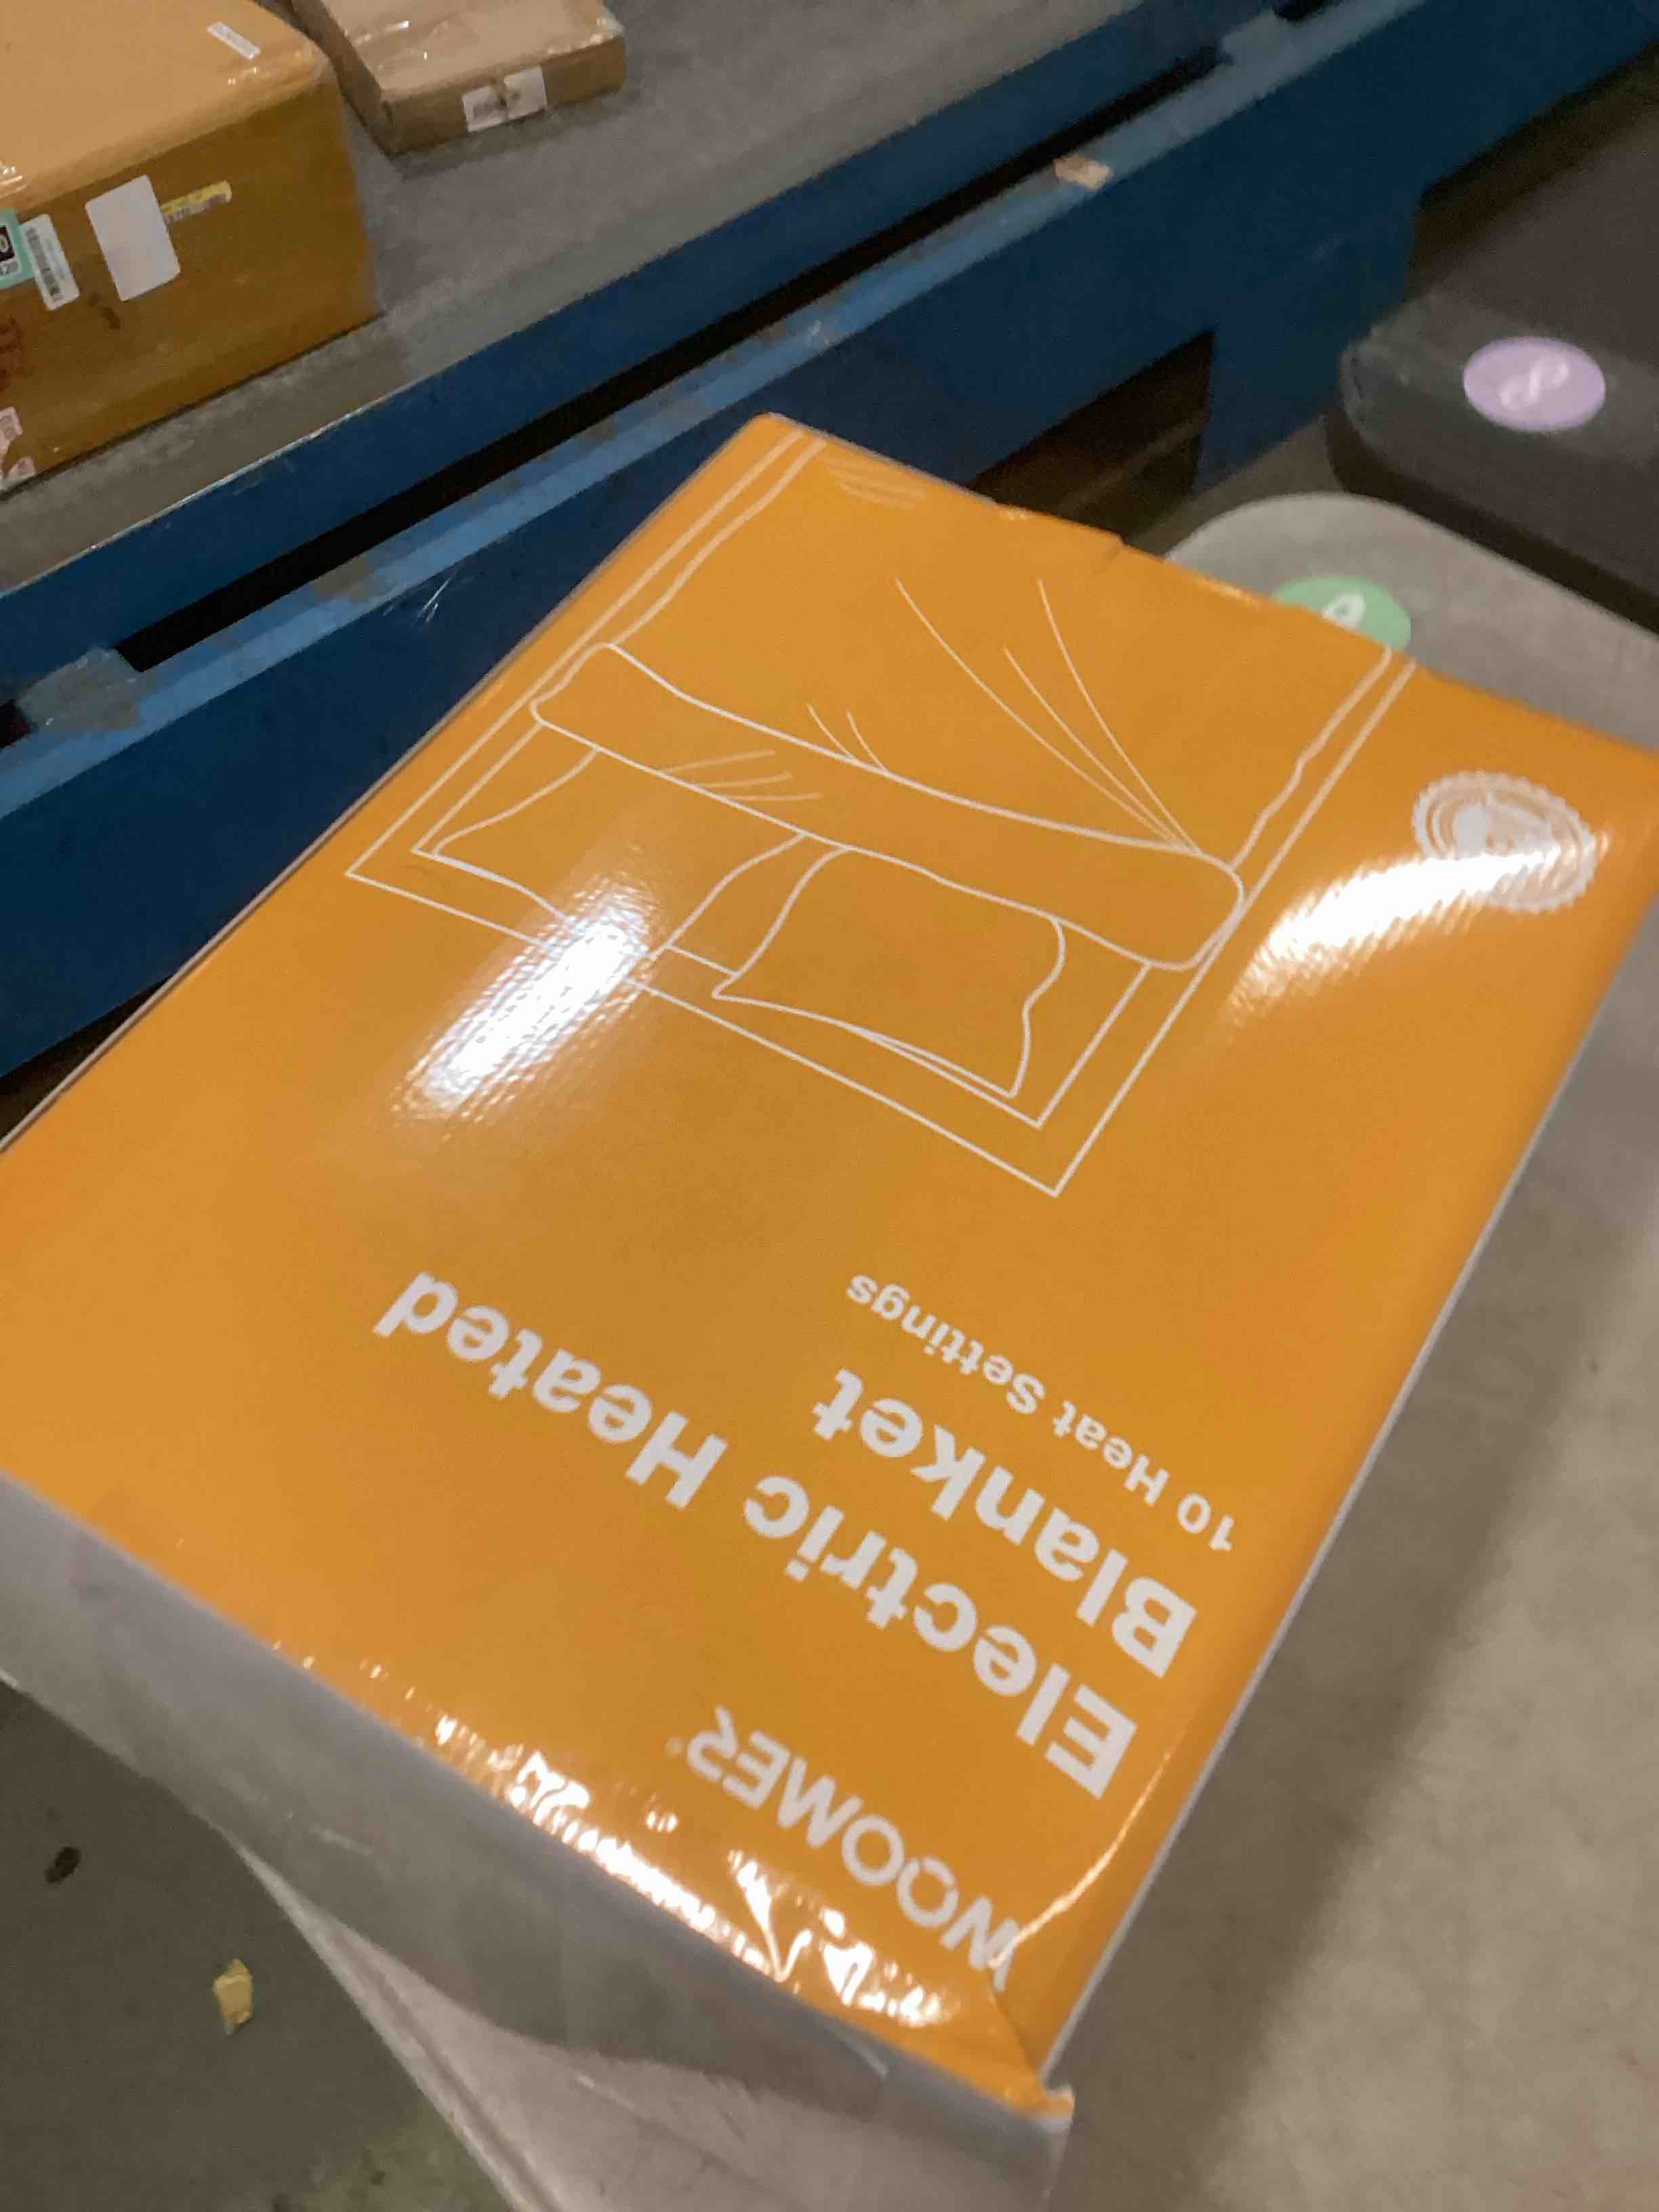 WOOMER
Electric Heated
Blanket
10 Heat Settings